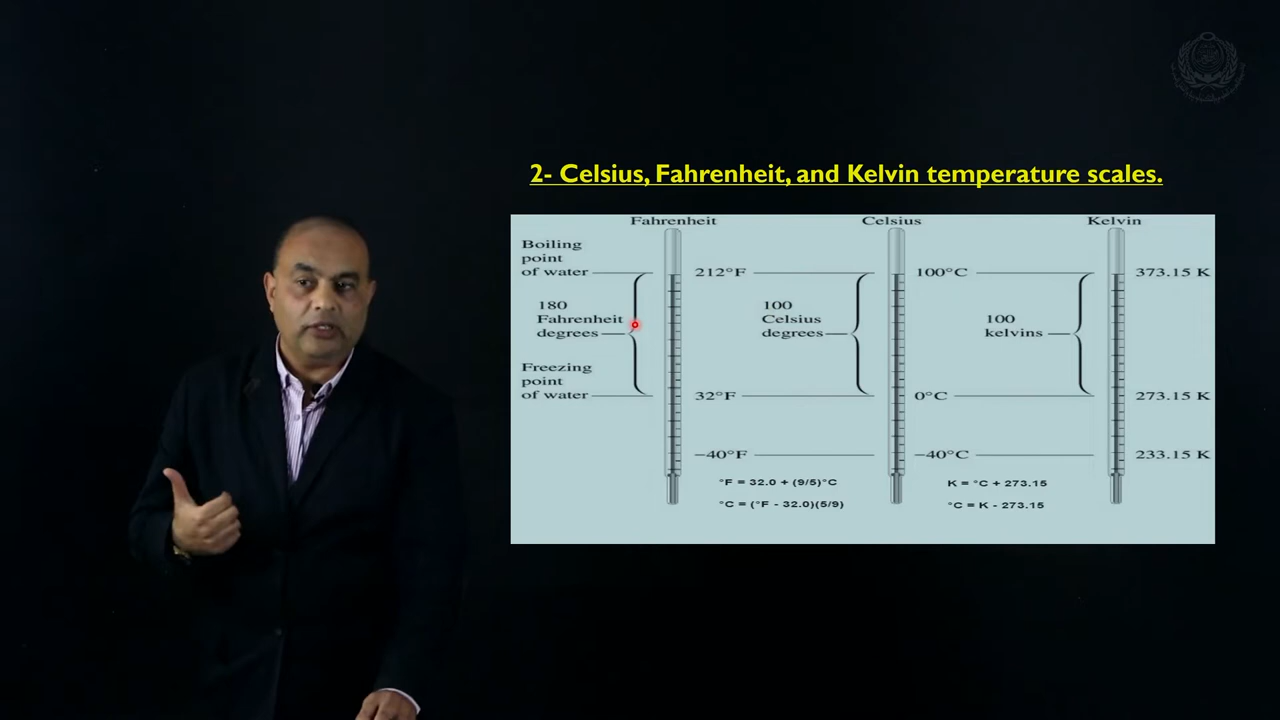 2- Celsius, Fahrenheit, and Kelvin temperature scales.
Fahrenheit Celsius Kelvin
Boiling
point
of water 212°F 100°C 373.15 K
180
Fahrenheit
degrees
100
Celsius
degrees
100
kelvins
Freezing
point
of water 32°F 0°C 273.15 K
−40°F −40°C 233.15 K
°F = 32.0 + (9/5)°C K = °C + 273.15
°C = (°F - 32.0)(5/9) °C = K - 273.15